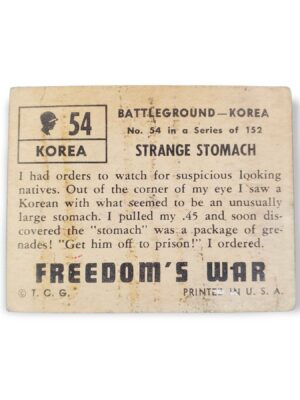 54
KOREA
BATTLEGROUND—KOREA
No. 54 in a Series of 152
STRANGE STOMACH
I had orders to watch for suspicious looking
natives. Out of the corner of my eye I saw a
Korean with what seemed to be an unusually
large stomach. I pulled my .45 and soon dis-
covered the "stomach" was a package of gre-
nades! "Get him off to prison!" I ordered.
FREEDOM'S WAR
© T. C. G.
PRINTED IN U. S. A.